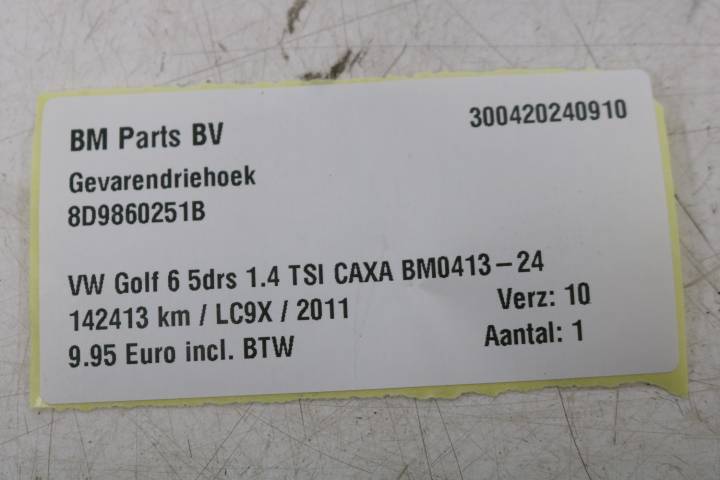 BM Parts BV 300420240910
Gevarendriehoek
8D9860251B
VW Golf 6 5drs 1.4 TSI CAXA BM0413-24
142413 km / LC9X / 2011 Verz: 10
9.95 Euro incl. BTW Aantal: 1